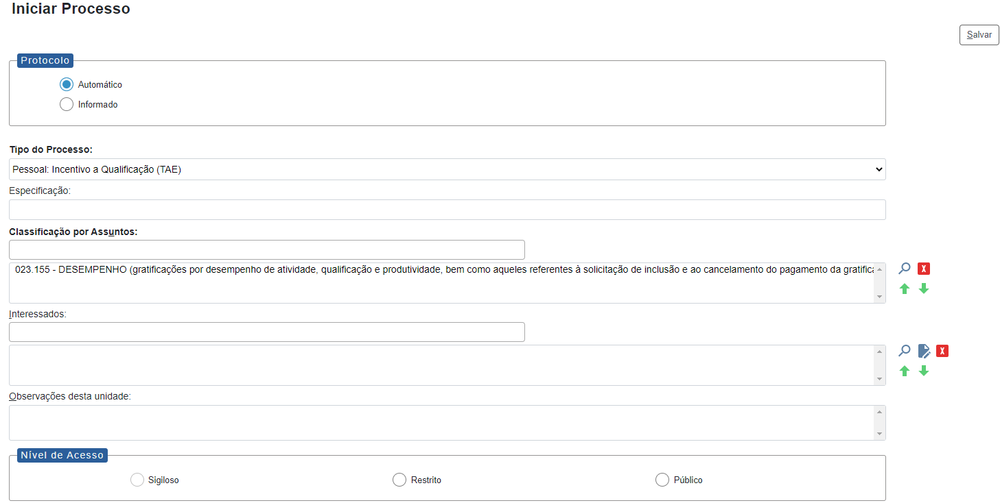 Iniciar Processo
Salvar
Protocolo
Automático
Informado
Tipo do Processo:
Pessoal: Incentivo a Qualificação (TAE)
Especificação:
Classificação por Assuntos:
023.155 - DESEMPENHO (gratificações por desempenho de atividade, qualificação e produtividade, bem como aqueles referentes à solicitação de inclusão e ao cancelamento do pagamento da gratific
X
Interessados:
X
Observações desta unidade:
Nível de Acesso
Sigiloso
Restrito
Público